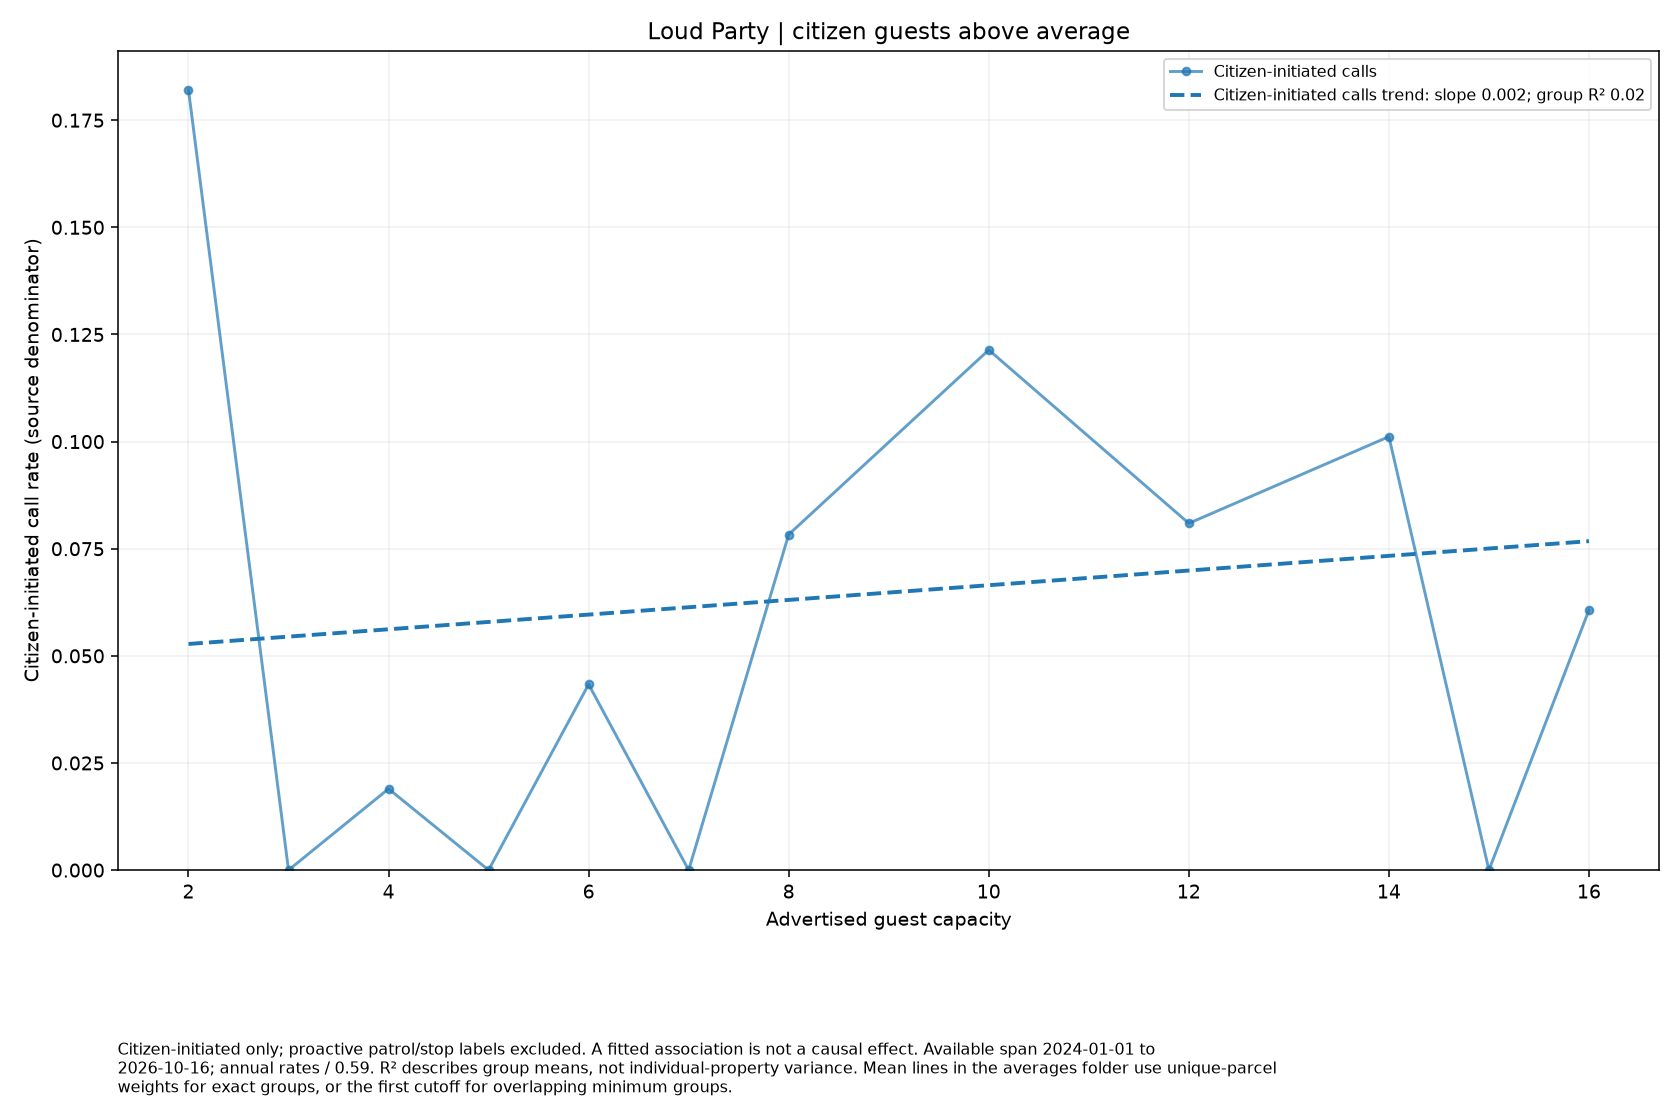 Loud Party | citizen guests above average
Citizen-initiated calls
Citizen-initiated calls trend: slope 0.002; group R² 0.02
Citizen-initiated call rate (source denominator)
0.175
0.150
0.125
0.100
0.075
0.050
0.025
0.000
2 4 6 8 10 12 14 16
Advertised guest capacity
Citizen-initiated only; proactive patrol/stop labels excluded. A fitted association is not a causal effect. Available span 2024-01-01 to
2026-10-16; annual rates / 0.59. R² describes group means, not individual-property variance. Mean lines in the averages folder use unique-parcel
weights for exact groups, or the first cutoff for overlapping minimum groups.